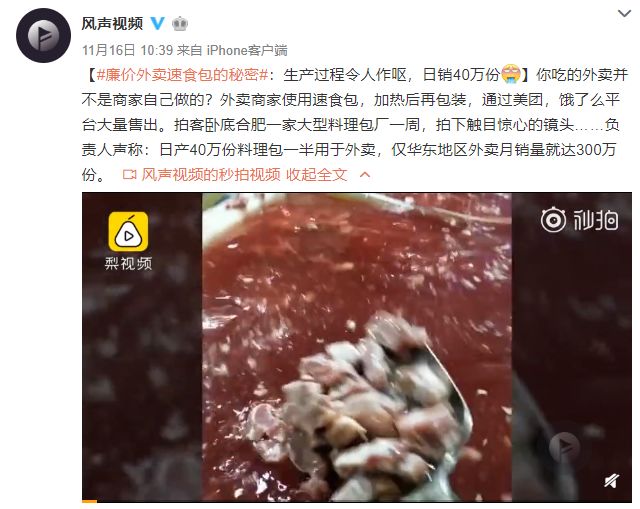 风声视频
11月16日 10:39 来自 iPhone客户端
【#廉价外卖速食包的秘密#：生产过程令人作呕，日销40万份】你吃的外卖并
不是商家自己做的？外卖商家使用速食包，加热后再包装，通过美团，饿了么平
台大量售出。拍客卧底合肥一家大型料理包厂一周，拍下触目惊心的镜头……负
责人声称：日产40万份料理包一半用于外卖，仅华东地区外卖月销量就达300万
份。 风声视频的秒拍视频 收起全文
梨视频
秒拍